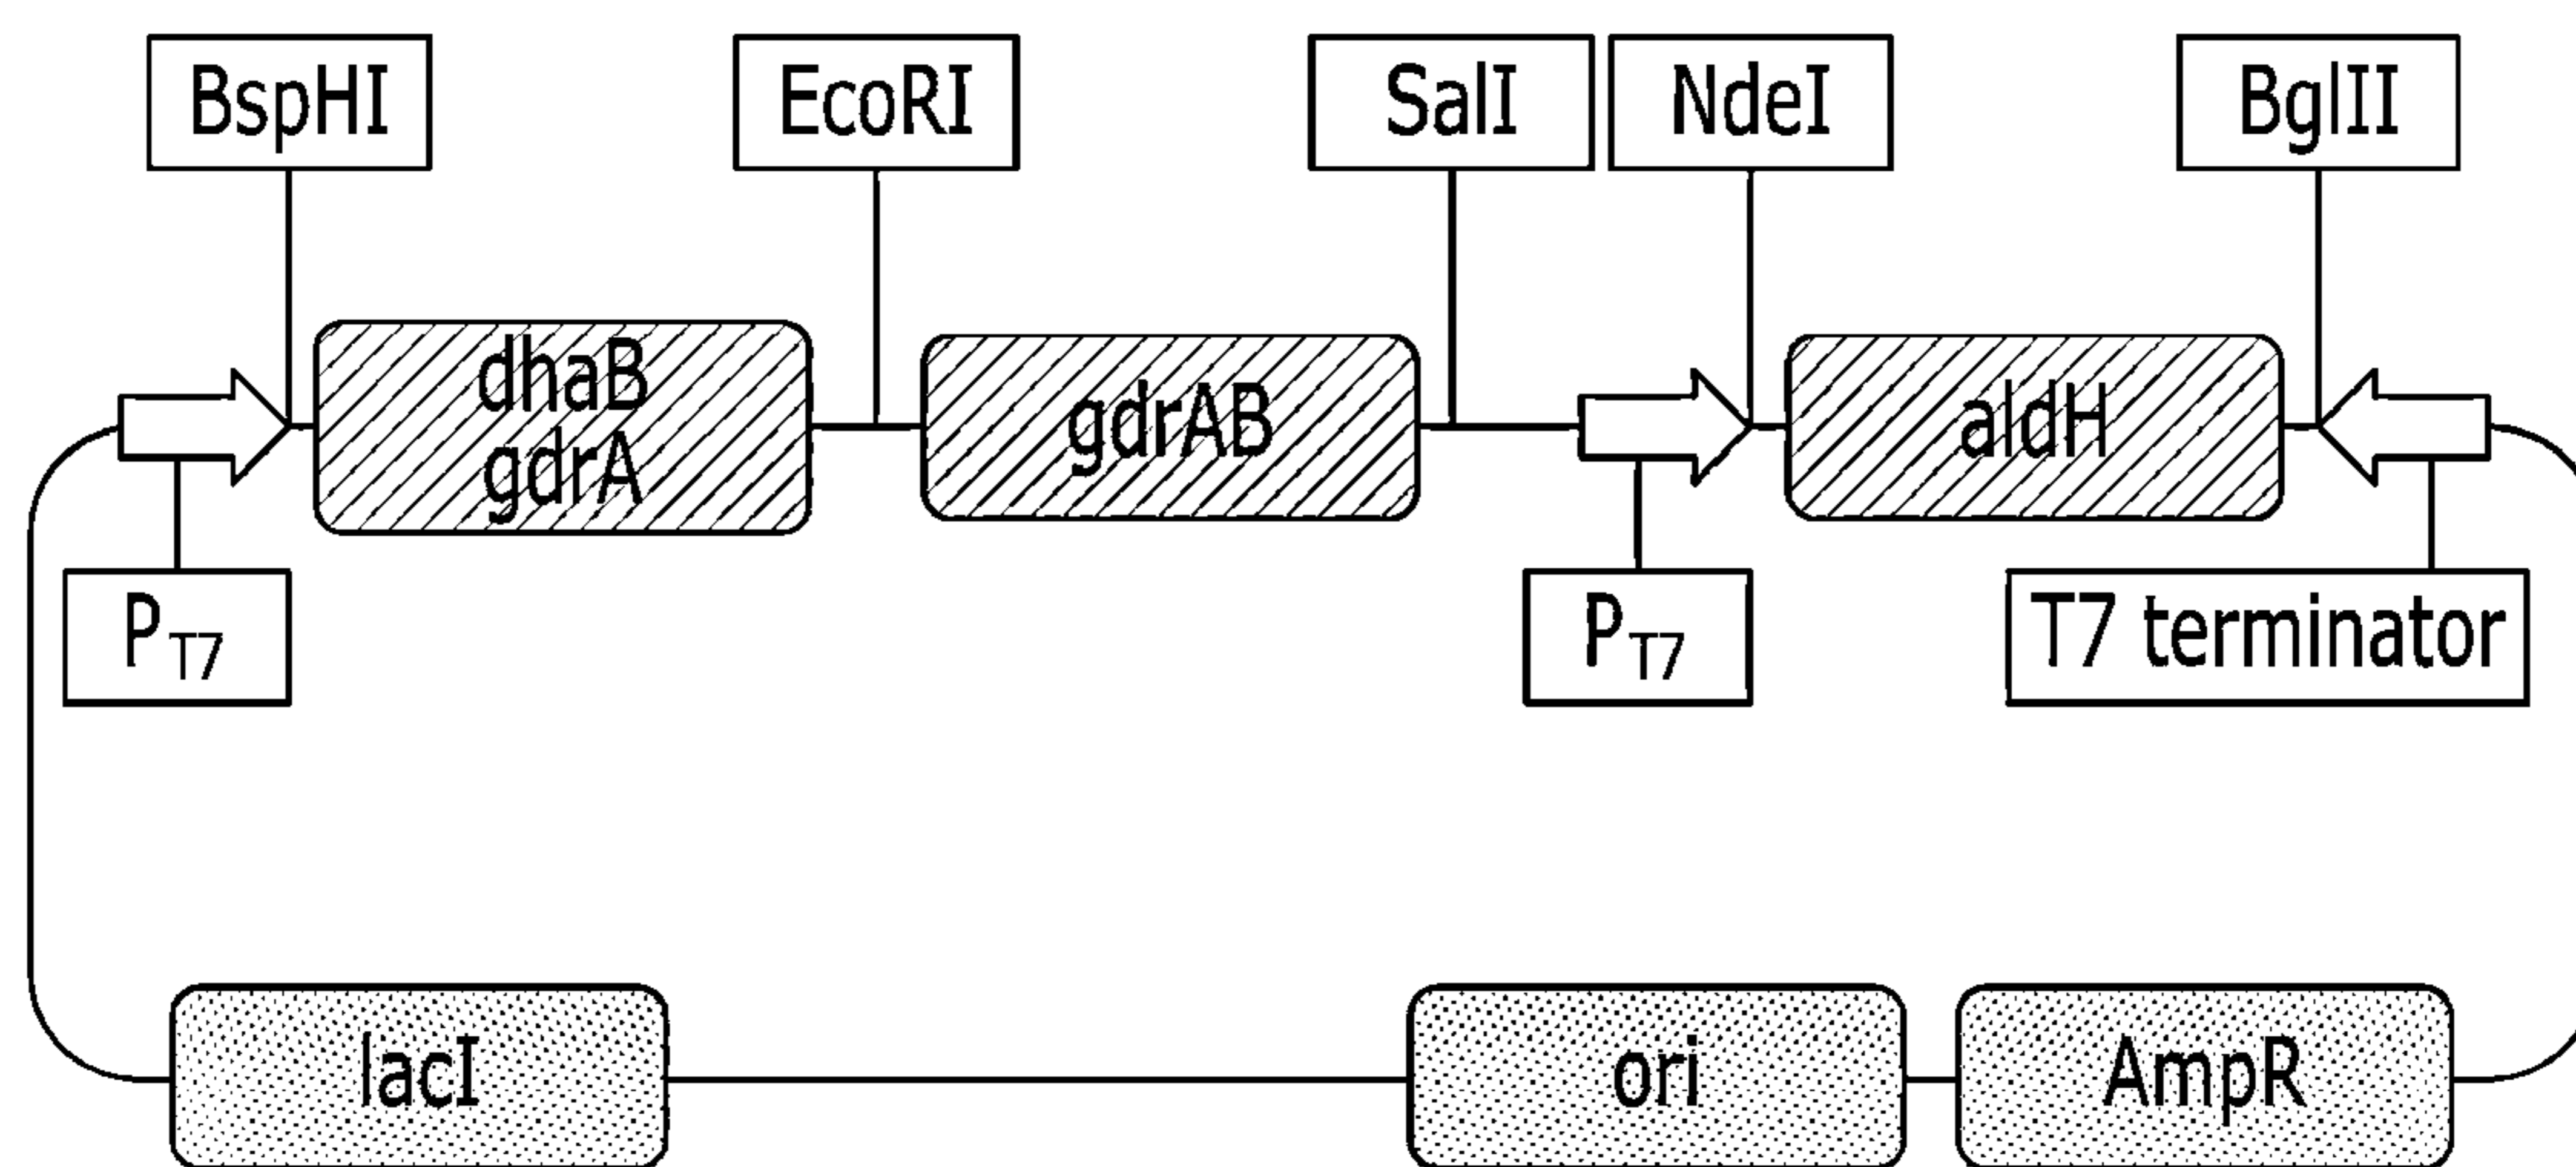 BspHI
EcoRI
SalI
NdeI
BglII
dhaB
gdrA
gdrAB
aldH
PT7
PT7
T7 terminator
lacI
ori
AmpR